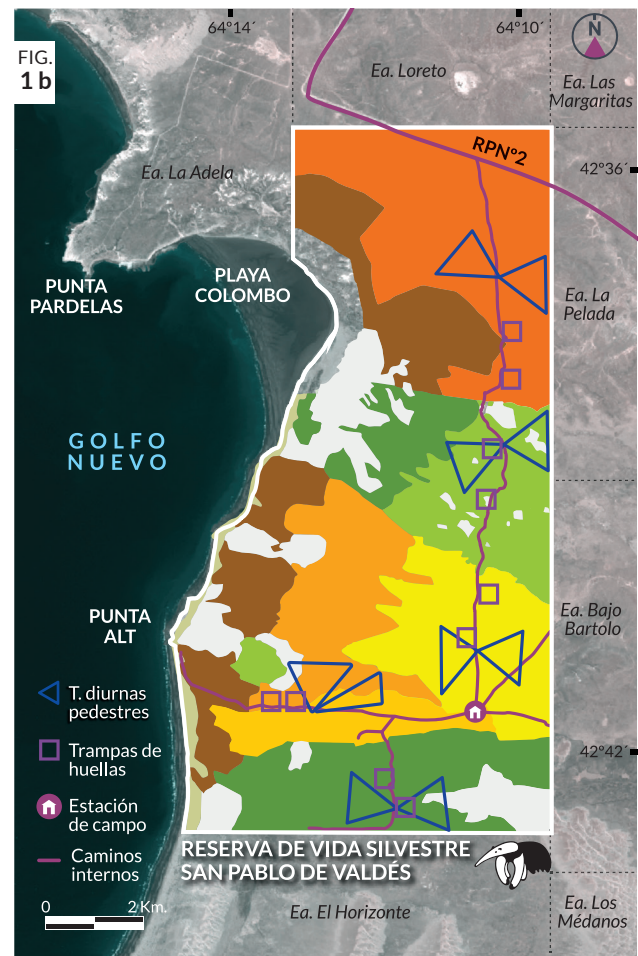 FIG.
1 b
64°14´
64°10´
N
Ea. Loreto
Ea. Las
Margaritas
RPN°2
42°36´
Ea. La Adela
PUNTA
PARDELAS
PLAYA
COLOMBO
Ea. La
Pelada
GOLFO
NUEVO
PUNTA
ALT
Ea. Bajo
Bartolo
T. diurnas
pedestres
Trampas de
huellas
42°42´
Estación
de campo
Caminos
internos
RESERVA DE VIDA SILVESTRE
SAN PABLO DE VALDÉS
0 2 Km.
Ea. El Horizonte
Ea. Los
Médanos